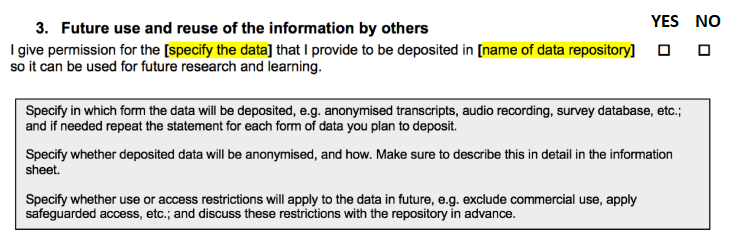 YES NO
3. Future use and reuse of the information by others
I give permission for the [specify the data] that I provide to be deposited in [name of data repository] □ □
so it can be used for future research and learning.
Specify in which form the data will be deposited, e.g. anonymised transcripts, audio recording, survey database, etc.;
and if needed repeat the statement for each form of data you plan to deposit.
Specify whether deposited data will be anonymised, and how. Make sure to describe this in detail in the information
sheet.
Specify whether use or access restrictions will apply to the data in future, e.g. exclude commercial use, apply
safeguarded access, etc.; and discuss these restrictions with the repository in advance.